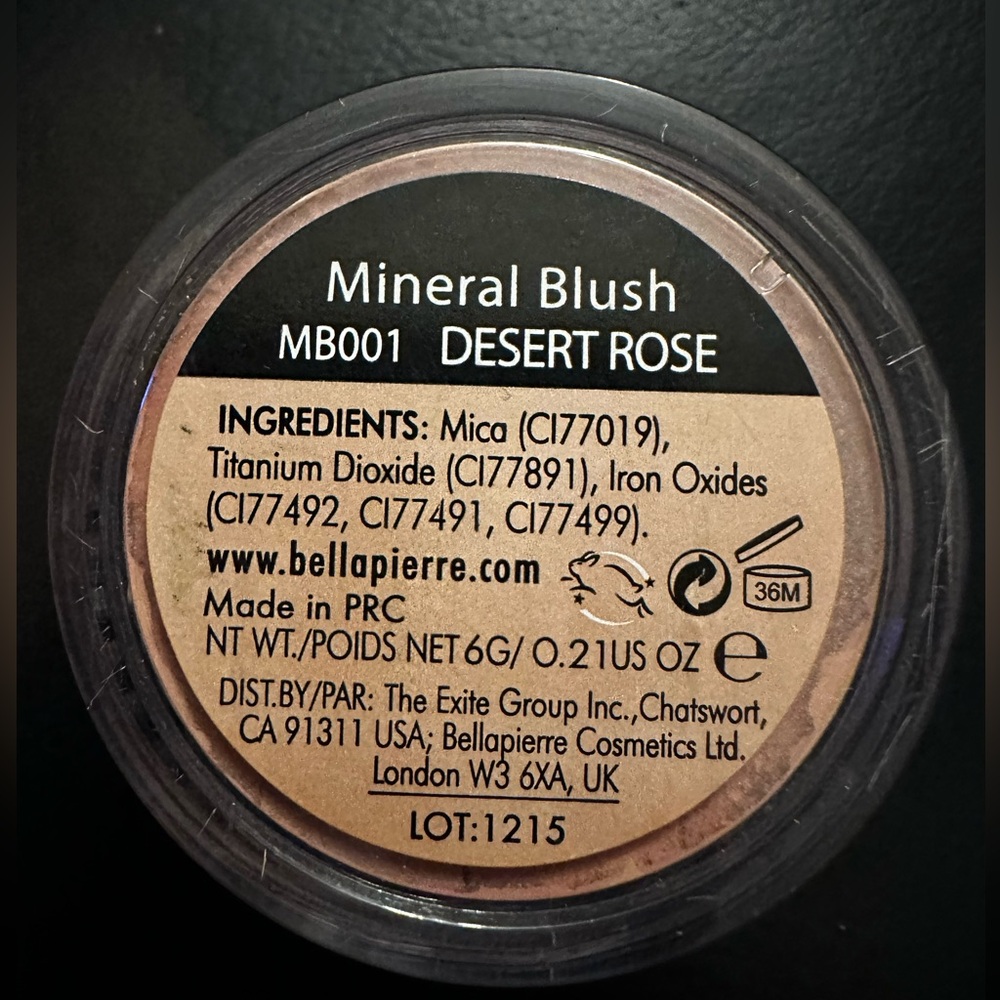 Mineral Blush
MB001 DESERT ROSE
INGREDIENTS: Mica (CI77019),
Titanium Dioxide (CI77891), Iron Oxides
(CI77492, CI77491, CI77499).
www.bellapierre.com
36M
Made in PRC
NT WT./POIDS NET 6G/ 0.21US OZ ℮
DIST.BY/PAR: The Exite Group Inc.,Chatswort,
CA 91311 USA; Bellapierre Cosmetics Ltd.
London W3 6XA, UK
LOT:1215